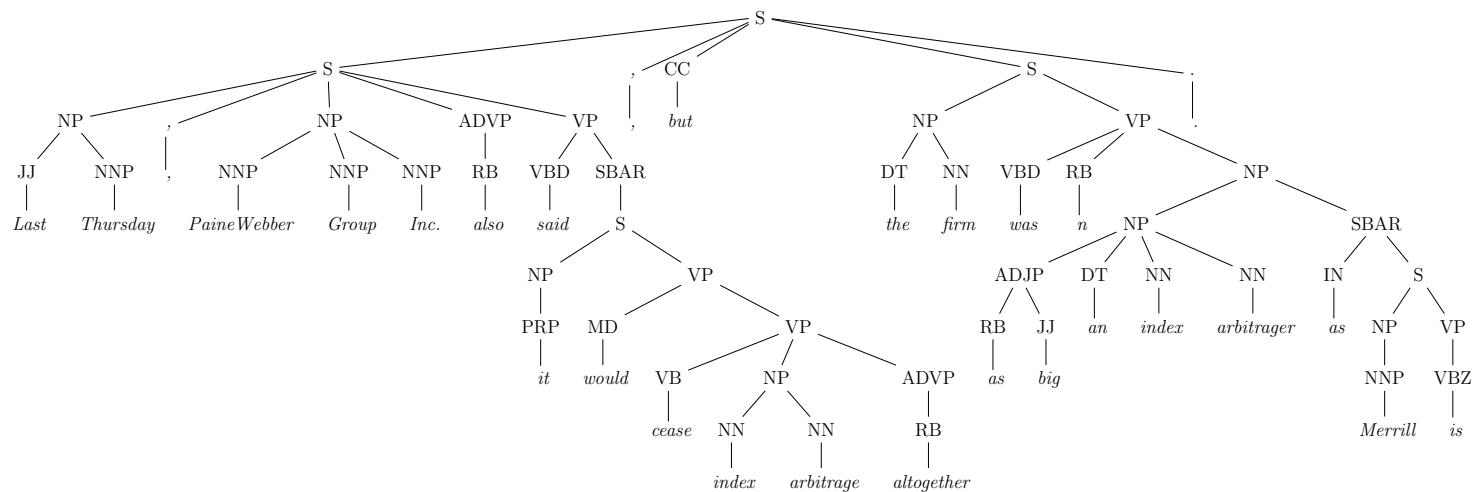 S
S , CC S .
NP , NP ADVP VP , but NP VP .
JJ NNP , NNP NNP NNP RB VBD SBAR DT NN VBD RB NP
Last Thursday PaineWebber Group Inc. also said S the firm was n NP SBAR
NP VP ADJP DT NN NN IN S
PRP MD VP RB JJ an index arbitrager as NP VP
it would VB NP ADVP as big NNP VBZ
cease NN NN RB Merrill is
index arbitrage altogether